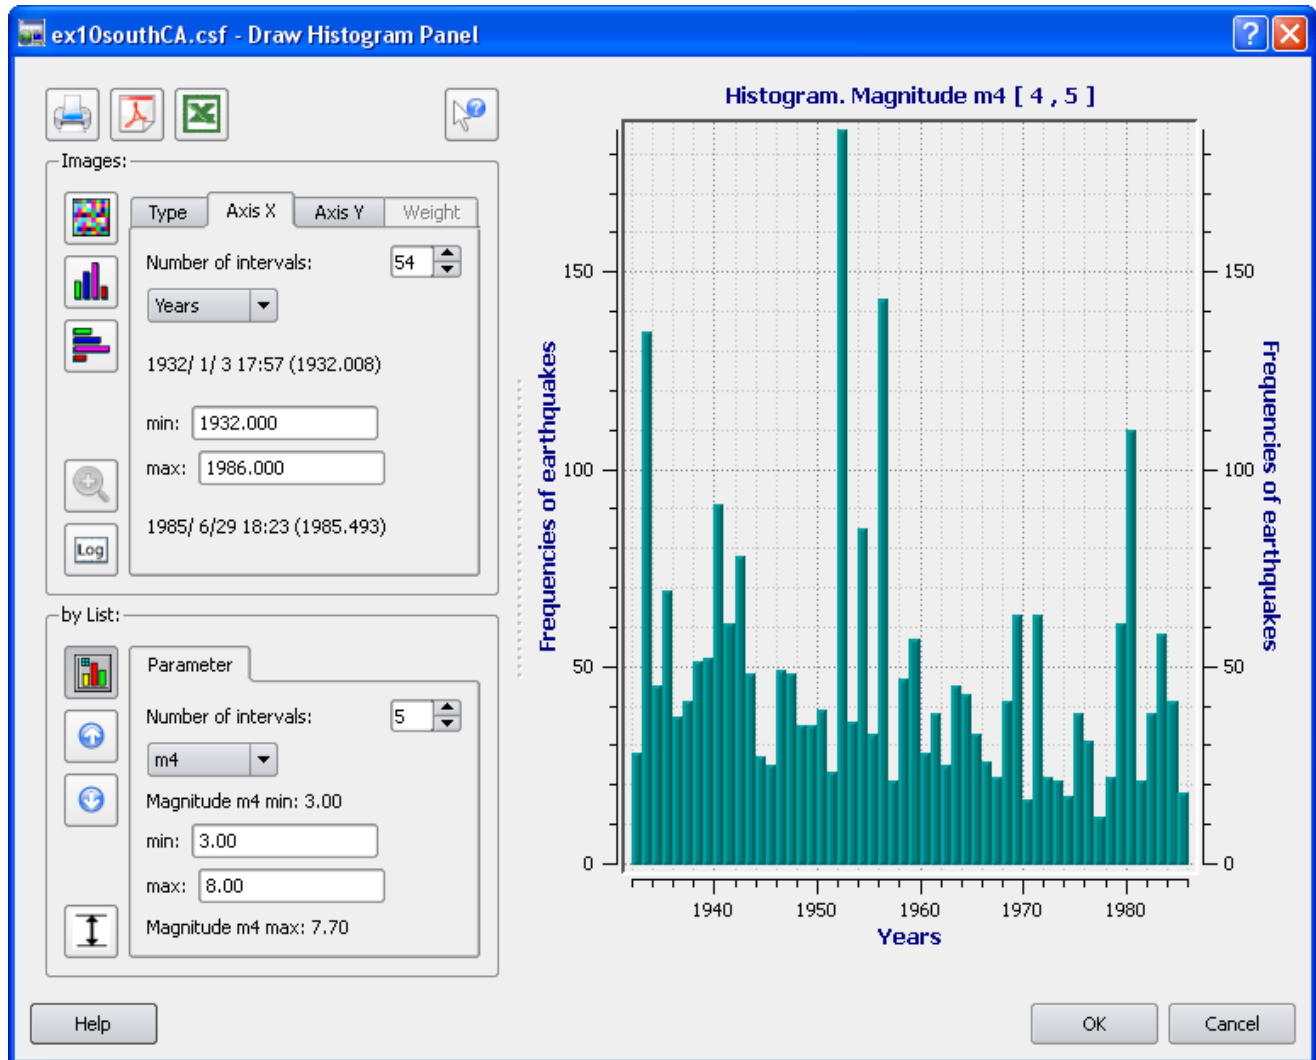 ex10southCA.csf - Draw Histogram Panel
Images:
Type Axis X Axis Y Weight
Number of intervals: 54
Years
1932/ 1/ 3 17:57 (1932.008)
min: 1932.000
max: 1986.000
1985/ 6/29 18:23 (1985.493)
Log
by List:
Parameter
Number of intervals: 5
m4
Magnitude m4 min: 3.00
min: 3.00
max: 8.00
Magnitude m4 max: 7.70
Histogram. Magnitude m4 [ 4 , 5 ]
Frequencies of earthquakes
150
100
50
0
150
100
50
0
Frequencies of earthquakes
1940 1950 1960 1970 1980
Years
Help
OK
Cancel